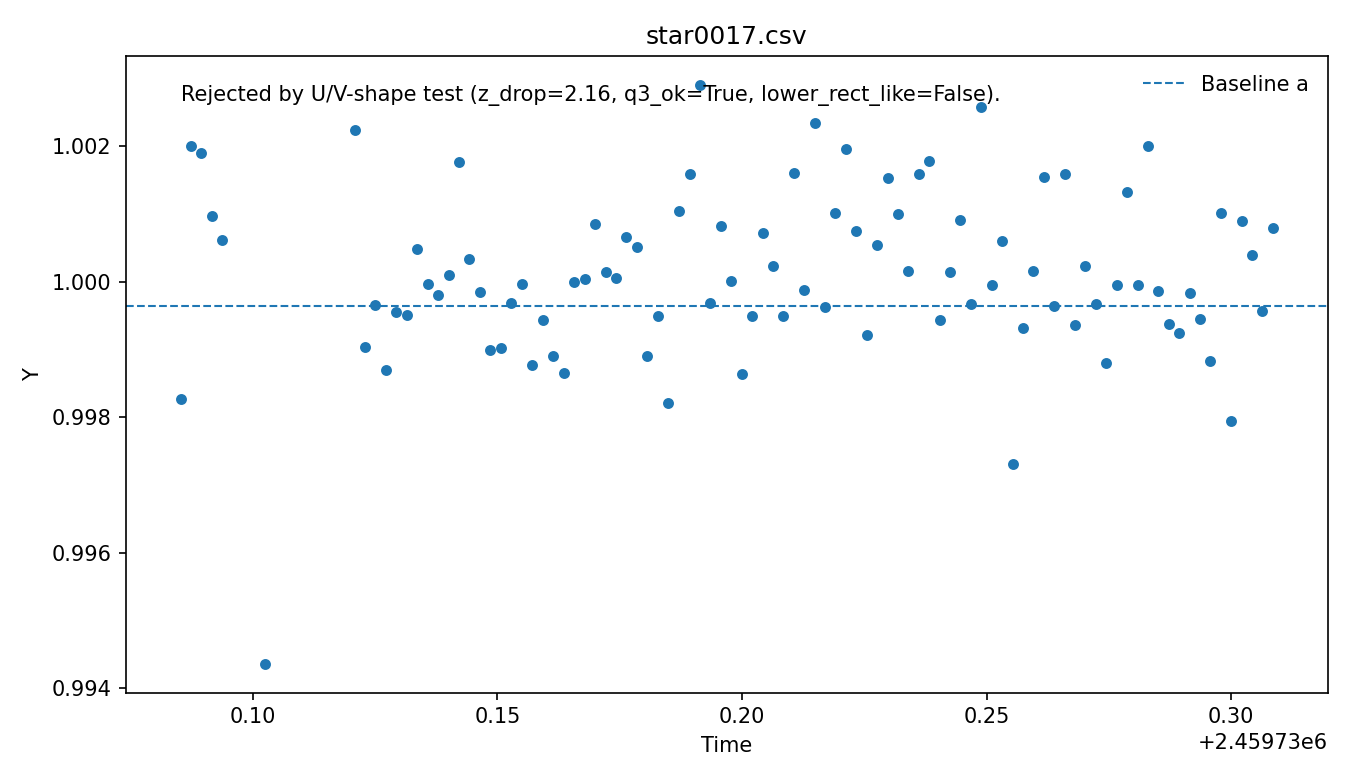 star0017.csv
Rejected by U/V-shape test (z_drop=2.16, q3_ok=True, lower_rect_like=False).
Baseline a
1.002
1.000
0.998
0.996
0.994
Y
0.10 0.15 0.20 0.25 0.30
Time
+2.45973e6